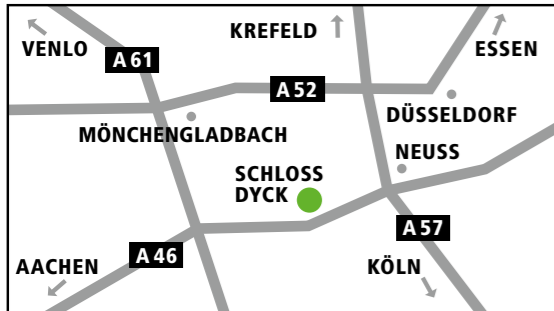 KREFELD
VENLO
ESSEN
A 61
A 52
DÜSSELDORF
MÖNCHENGLADBACH
NEUSS
SCHLOSS
DYCK
A 57
A 46
AACHEN
KÖLN